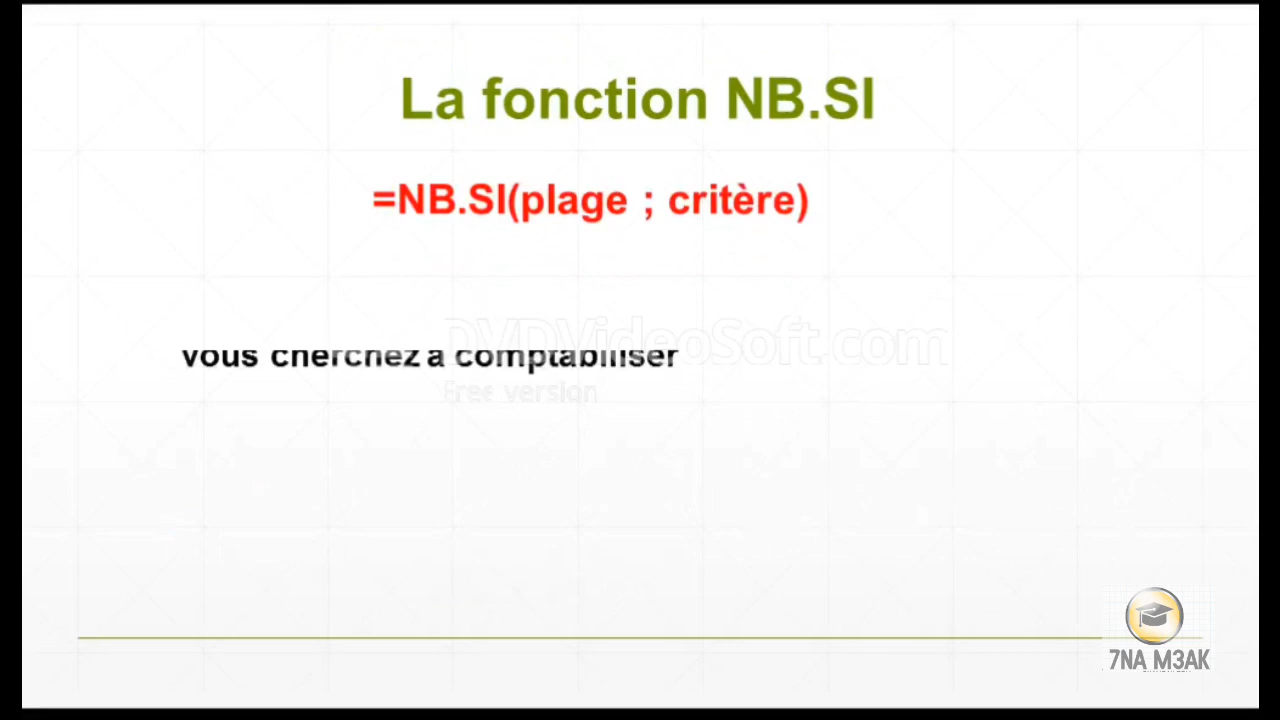 La fonction NB.SI
=NB.SI(plage ; critère)
DVDVideoSoft.com
vous cherchez à comptabiliser
Free version
7NA M3AK